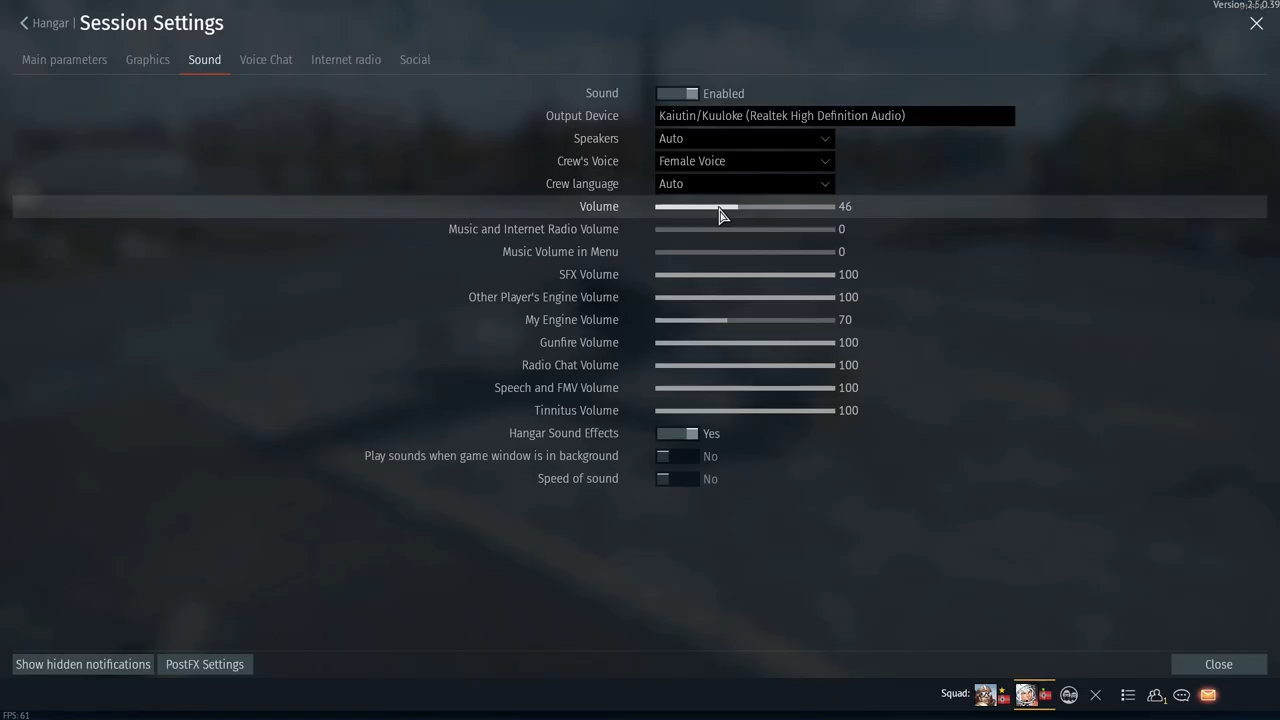 Version 2.5.0.39
Hangar | Session Settings
Main parameters Graphics Sound Voice Chat Internet radio Social
Sound Enabled
Output Device Kaiutin/Kuuloke (Realtek High Definition Audio)
Speakers Auto
Crew's Voice Female Voice
Crew language Auto
Volume 46
Music and Internet Radio Volume 0
Music Volume in Menu 0
SFX Volume 100
Other Player's Engine Volume 100
My Engine Volume 70
Gunfire Volume 100
Radio Chat Volume 100
Speech and FMV Volume 100
Tinnitus Volume 100
Hangar Sound Effects Yes
Play sounds when game window is in background No
Speed of sound No
Show hidden notifications PostFX Settings Close
Squad: 1
FPS: 61